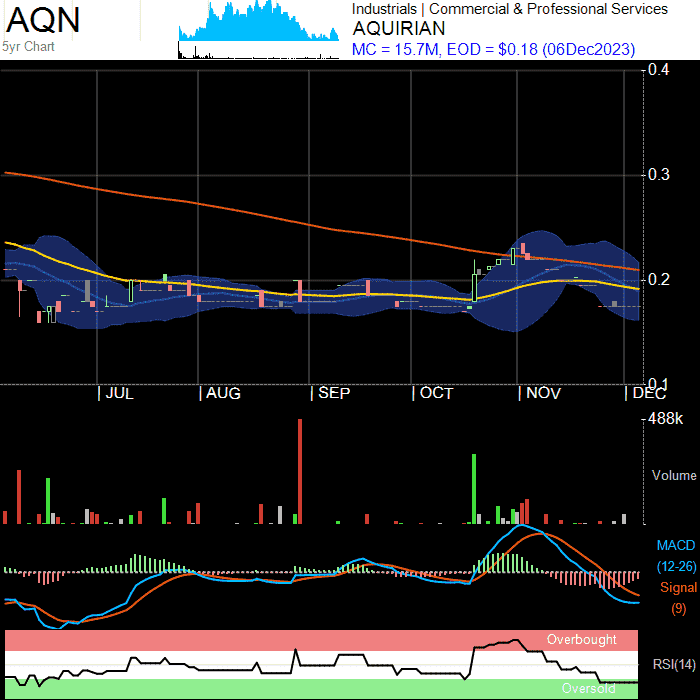 AQN
5yr Chart
Industrials | Commercial & Professional Services
AQUIRIAN
MC = 15.7M, EOD = $0.18 (06Dec2023)
0.4
0.3
0.2
0.1
| JUL | AUG | SEP | OCT | NOV | DEC
488k
Volume
MACD
(12-26)
Signal
(9)
Overbought
RSI(14)
Oversold